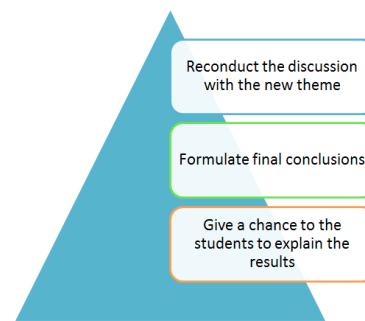 Reconduct the discussion
with the new theme
Formulate final conclusions
Give a chance to the
students to explain the
results